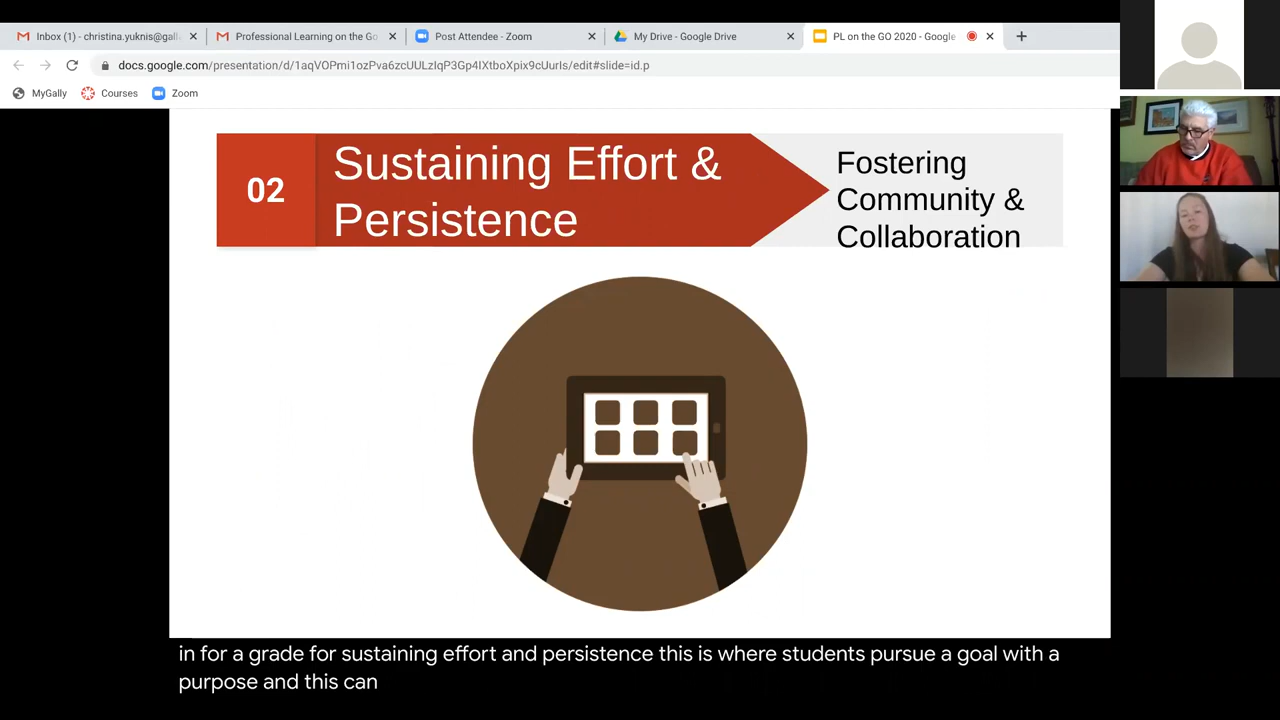 Inbox (1) - christina.yuknis@gall
Professional Learning on the Go
Post Attendee - Zoom
My Drive - Google Drive
PL on the GO 2020 - Google
docs.google.com/presentation/d/1aqVOPmi1ozPva6zcUULzIqP3Gp4IXtboXpix9cUurIs/edit#slide=id.p
MyGally
Courses
Zoom
02
Sustaining Effort &
Persistence
Fostering
Community &
Collaboration
in for a grade for sustaining effort and persistence this is where students pursue a goal with a
purpose and this can